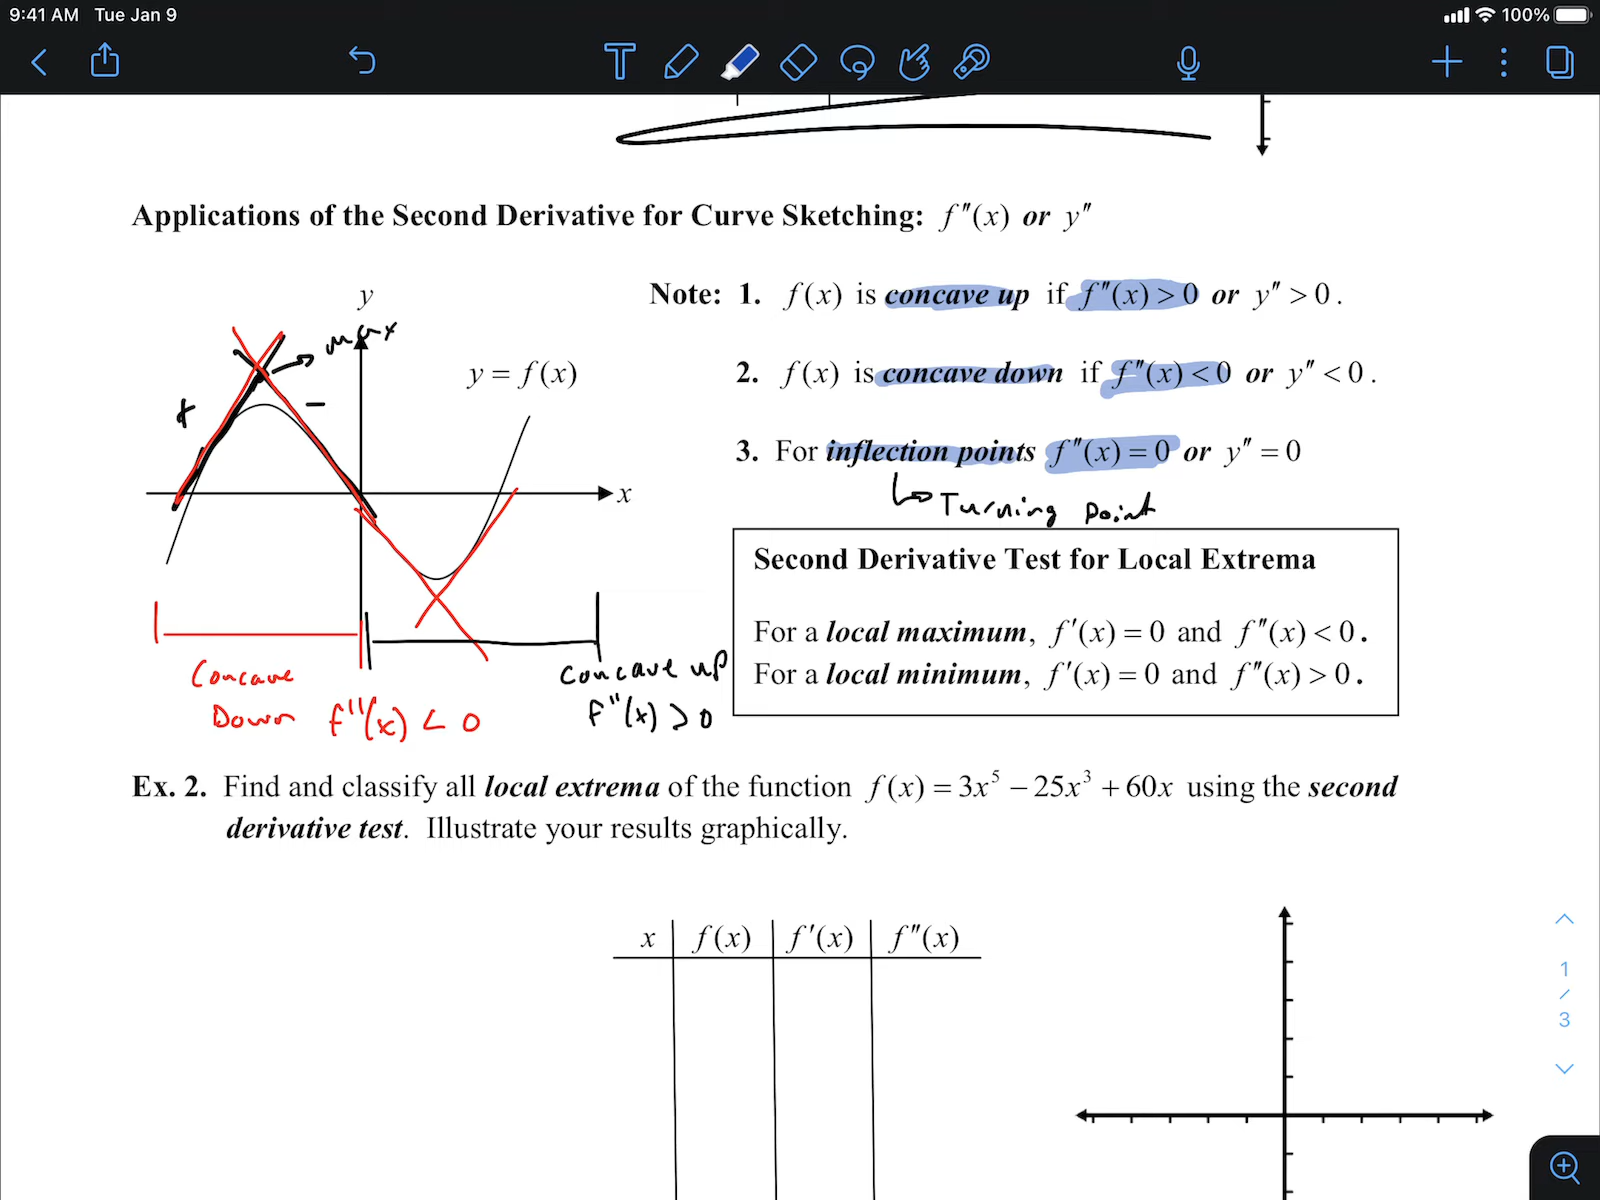 9:41 AM Tue Jan 9
100%
Applications of the Second Derivative for Curve Sketching: f″(x) or y″
y
max
+
−
y = f(x)
x
Note: 1. f(x) is concave up if f″(x) > 0 or y″ > 0.
2. f(x) is concave down if f″(x) < 0 or y″ < 0.
3. For inflection points f″(x) = 0 or y″ = 0
Turning Point
Second Derivative Test for Local Extrema
For a local maximum, f′(x) = 0 and f″(x) < 0.
For a local minimum, f′(x) = 0 and f″(x) > 0.
Concave
Down f″(x) < 0
Concave up
f″(x) > 0
Ex. 2. Find and classify all local extrema of the function f(x) = 3x⁵ − 25x³ + 60x using the second
derivative test. Illustrate your results graphically.
x f(x) f′(x) f″(x)
1
/
3